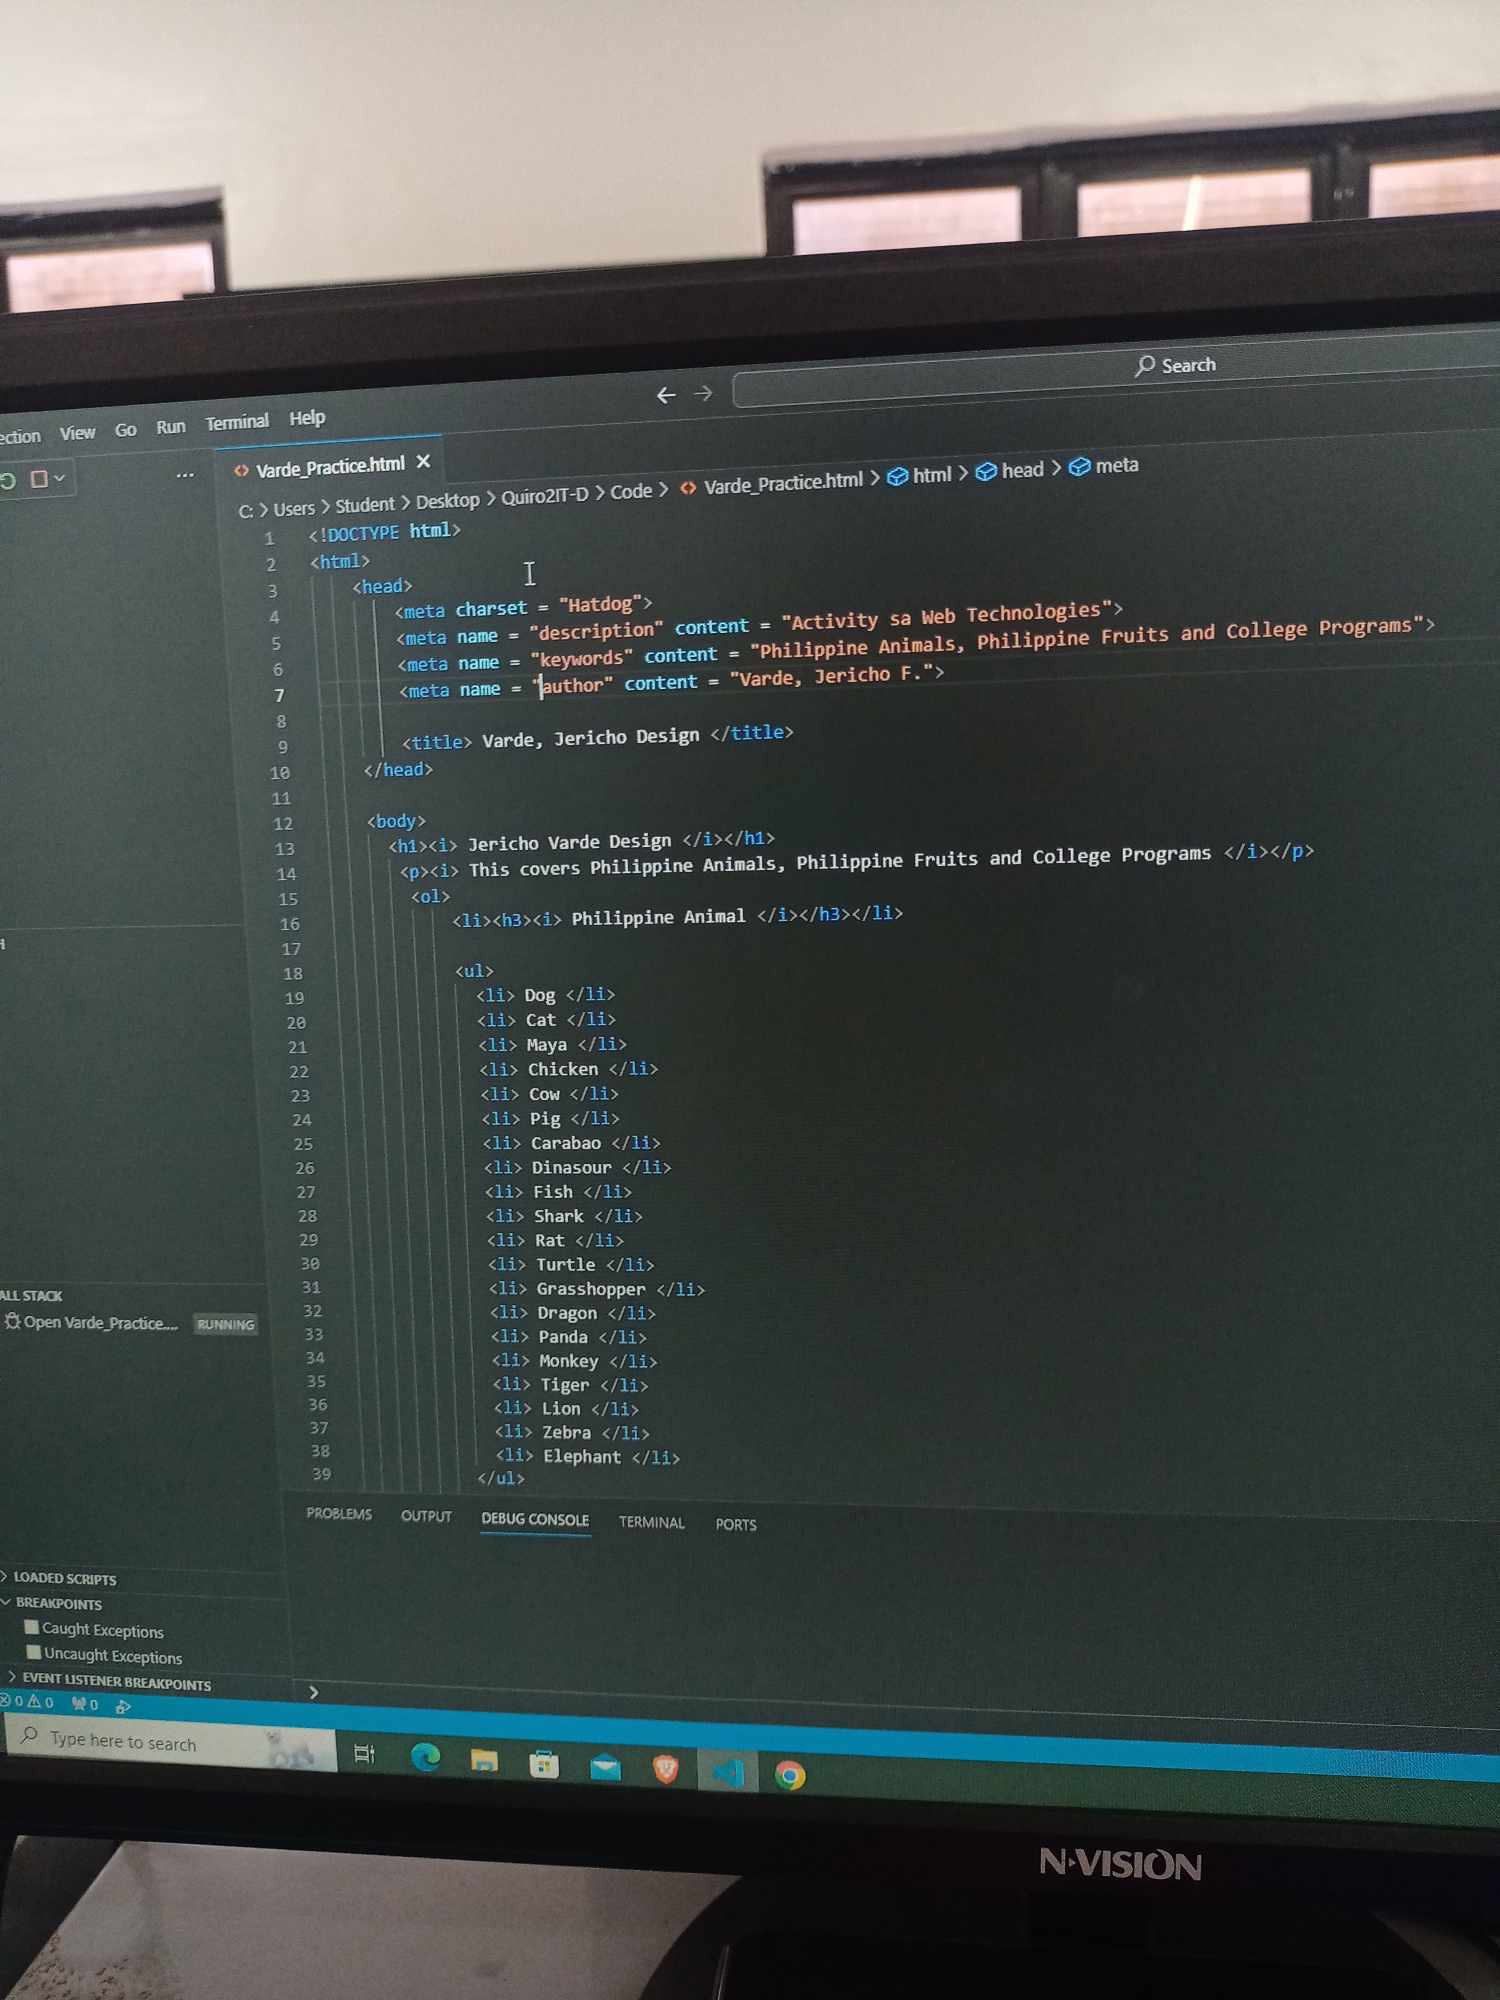 Search
View Go Run Terminal Help
Varde_Practice.html
C: > Users > Student > Desktop > Quiro2IT-D > Code > Varde_Practice.html > html > head > meta
1 <!DOCTYPE html>
2 <html>
3 <head>
4 <meta charset = "Hatdog">
5 <meta name = "description" content = "Activity sa Web Technologies">
6 <meta name = "keywords" content = "Philippine Animals, Philippine Fruits and College Programs">
7 <meta name = "author" content = "Varde, Jericho F.">
8
9 <title> Varde, Jericho Design </title>
10 </head>
11
12 <body>
13 <h1><i> Jericho Varde Design </i></h1>
14 <p><i> This covers Philippine Animals, Philippine Fruits and College Programs </i></p>
15 <ol>
16 <li><h3><i> Philippine Animal </i></h3></li>
17
18 <ul>
19 <li> Dog </li>
20 <li> Cat </li>
21 <li> Maya </li>
22 <li> Chicken </li>
23 <li> Cow </li>
24 <li> Pig </li>
25 <li> Carabao </li>
26 <li> Dinasour </li>
27 <li> Fish </li>
28 <li> Shark </li>
29 <li> Rat </li>
30 <li> Turtle </li>
31 <li> Grasshopper </li>
32 <li> Dragon </li>
33 <li> Panda </li>
34 <li> Monkey </li>
35 <li> Tiger </li>
36 <li> Lion </li>
37 <li> Zebra </li>
38 <li> Elephant </li>
39 </ul>
ALL STACK
Open Varde_Practice.... RUNNING
PROBLEMS OUTPUT DEBUG CONSOLE TERMINAL PORTS
LOADED SCRIPTS
BREAKPOINTS
Caught Exceptions
Uncaught Exceptions
EVENT LISTENER BREAKPOINTS
0 0 0
Type here to search
N-VISION